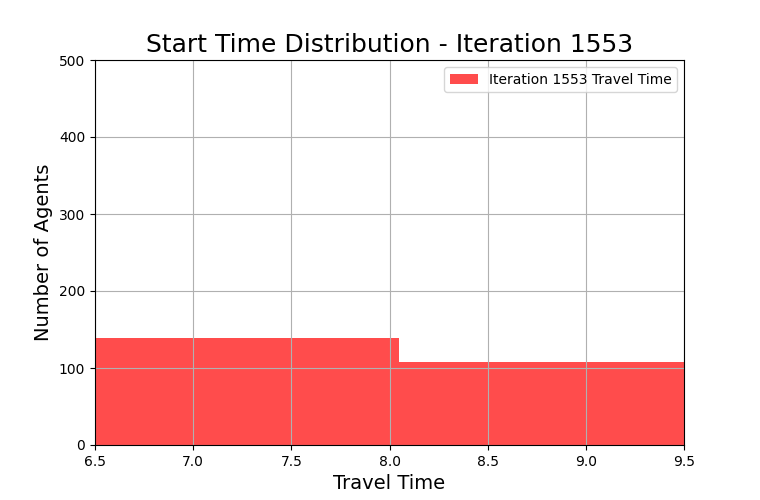 Start Time Distribution - Iteration 1553
Iteration 1553 Travel Time
Number of Agents
500
400
300
200
100
0
6.5 7.0 7.5 8.0 8.5 9.0 9.5
Travel Time